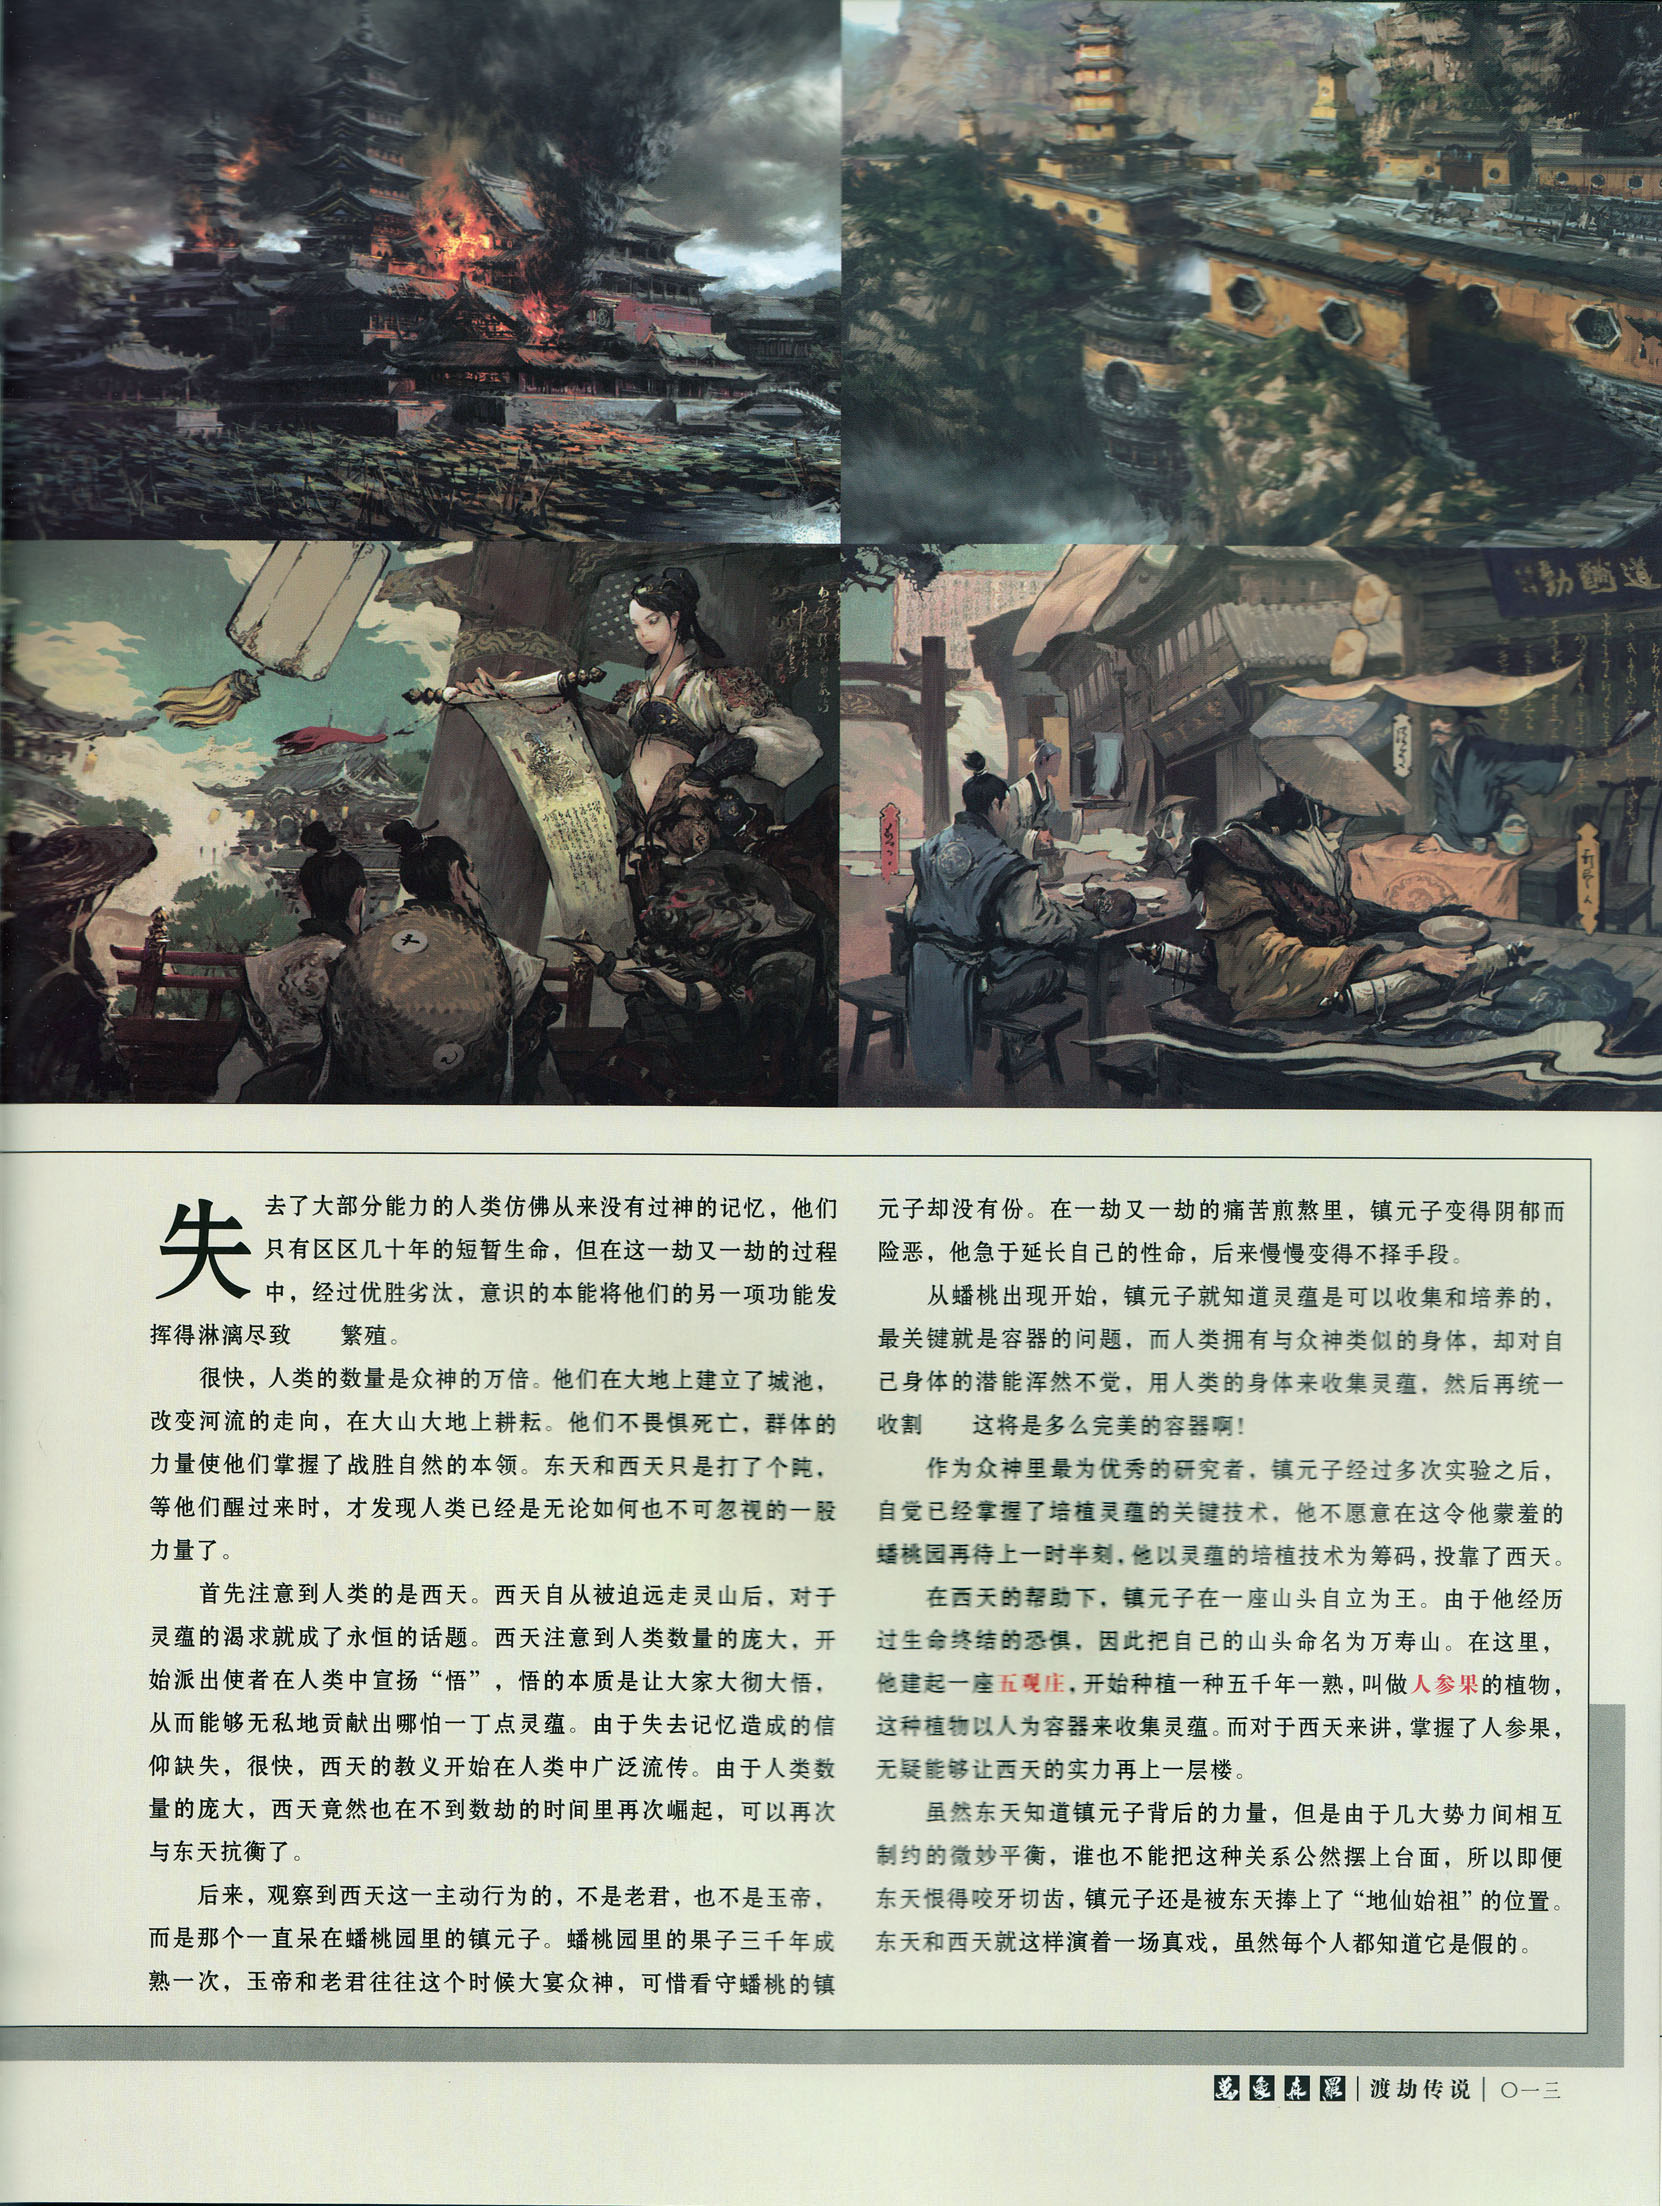 道酬勤
失
去了大部分能力的人类仿佛从来没有过神的记忆，他们
只有区区几十年的短暂生命，但在这一劫又一劫的过程
中，经过优胜劣汰，意识的本能将他们的另一项功能发
挥得淋漓尽致　　繁殖。
很快，人类的数量是众神的万倍。他们在大地上建立了城池，
改变河流的走向，在大山大地上耕耘。他们不畏惧死亡，群体的
力量使他们掌握了战胜自然的本领。东天和西天只是打了个盹，
等他们醒过来时，才发现人类已经是无论如何也不可忽视的一股
力量了。
首先注意到人类的是西天。西天自从被迫远走灵山后，对于
灵蕴的渴求就成了永恒的话题。西天注意到人类数量的庞大，开
始派出使者在人类中宣扬“悟”，悟的本质是让大家大彻大悟，
从而能够无私地贡献出哪怕一丁点灵蕴。由于失去记忆造成的信
仰缺失，很快，西天的教义开始在人类中广泛流传。由于人类数
量的庞大，西天竟然也在不到数劫的时间里再次崛起，可以再次
与东天抗衡了。
后来，观察到西天这一主动行为的，不是老君，也不是玉帝，
而是那个一直呆在蟠桃园里的镇元子。蟠桃园里的果子三千年成
熟一次，玉帝和老君往往这个时候大宴众神，可惜看守蟠桃的镇
元子却没有份。在一劫又一劫的痛苦煎熬里，镇元子变得阴郁而
险恶，他急于延长自己的性命，后来慢慢变得不择手段。
从蟠桃出现开始，镇元子就知道灵蕴是可以收集和培养的，
最关键就是容器的问题，而人类拥有与众神类似的身体，却对自
己身体的潜能浑然不觉，用人类的身体来收集灵蕴，然后再统一
收割　　这将是多么完美的容器啊！
作为众神里最为优秀的研究者，镇元子经过多次实验之后，
自觉已经掌握了培植灵蕴的关键技术，他不愿意在这令他蒙羞的
蟠桃园再待上一时半刻，他以灵蕴的培植技术为筹码，投靠了西天。
在西天的帮助下，镇元子在一座山头自立为王。由于他经历
过生命终结的恐惧，因此把自己的山头命名为万寿山。在这里，
他建起一座五观庄，开始种植一种五千年一熟，叫做人参果的植物，
这种植物以人为容器来收集灵蕴。而对于西天来讲，掌握了人参果，
无疑能够让西天的实力再上一层楼。
虽然东天知道镇元子背后的力量，但是由于几大势力间相互
制约的微妙平衡，谁也不能把这种关系公然摆上台面，所以即便
东天恨得咬牙切齿，镇元子还是被东天捧上了“地仙始祖”的位置。
东天和西天就这样演着一场真戏，虽然每个人都知道它是假的。
萬象森羅｜渡劫传说｜〇一三